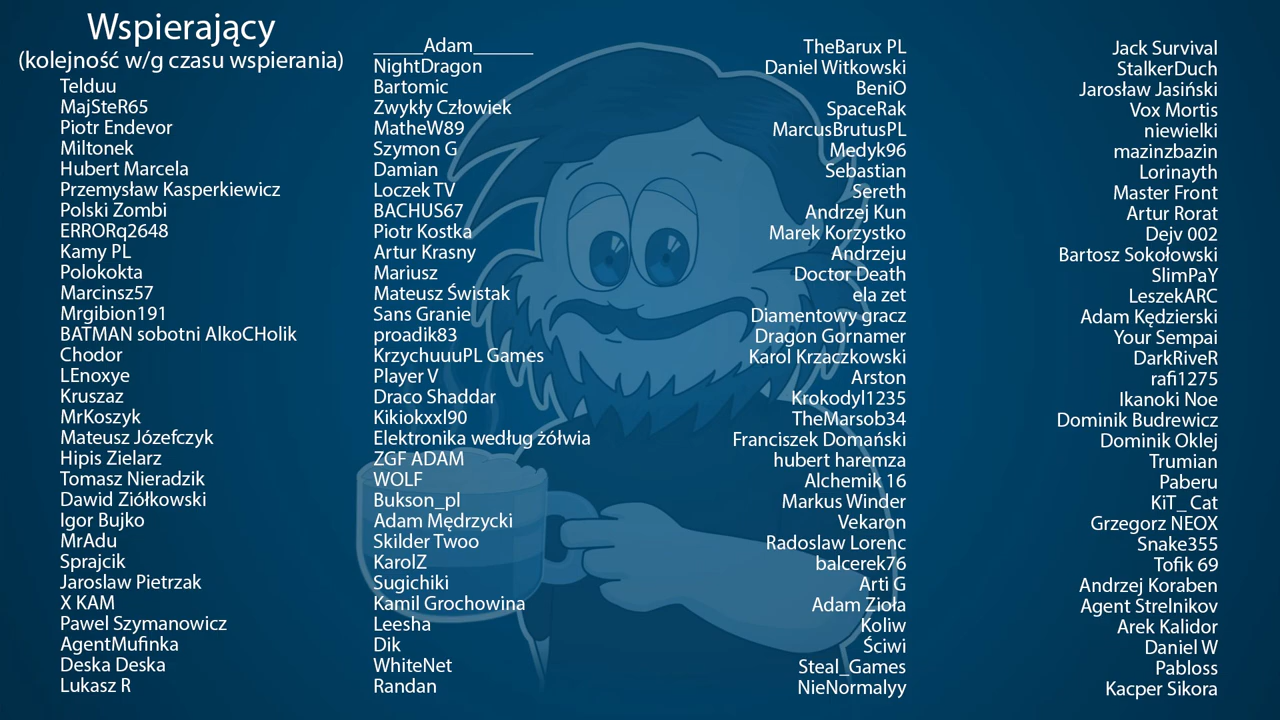 Wspierający
(kolejność w/g czasu wspierania)
Telduu
MajSteR65
Piotr Endevor
Miltonek
Hubert Marcela
Przemysław Kasperkiewicz
Polski Zombi
ERRORq2648
Kamy PL
Polokokta
Marcinsz57
Mrgibion191
BATMAN sobotni AlkoCHolik
Chodor
LEnoxye
Kruszaz
MrKoszyk
Mateusz Józefczyk
Hipis Zielarz
Tomasz Nieradzik
Dawid Ziółkowski
Igor Bujko
MrAdu
Sprajcik
Jaroslaw Pietrzak
X KAM
Pawel Szymanowicz
AgentMufinka
Deska Deska
Lukasz R
_____Adam______
NightDragon
Bartomic
Zwykły Człowiek
MatheW89
Szymon G
Damian
Loczek TV
BACHUS67
Piotr Kostka
Artur Krasny
Mariusz
Mateusz Świstak
Sans Granie
proadik83
KrzychuuuPL Games
Player V
Draco Shaddar
Kikiokxxl90
Elektronika według żółwia
ZGF ADAM
WOLF
Bukson_pl
Adam Mędrzycki
Skilder Twoo
KarolZ
Sugichiki
Kamil Grochowina
Leesha
Dik
WhiteNet
Randan
TheBarux PL
Daniel Witkowski
BeniO
SpaceRak
MarcusBrutusPL
Medyk96
Sebastian
Sereth
Andrzej Kun
Marek Korzystko
Andrzeju
Doctor Death
ela zet
Diamentowy gracz
Dragon Gornamer
Karol Krzaczkowski
Arston
Krokodyl1235
TheMarsob34
Franciszek Domański
hubert haremza
Alchemik 16
Markus Winder
Vekaron
Radoslaw Lorenc
balcerek76
Arti G
Adam Zioła
Koliw
Ściwi
Steal_Games
NieNormalyy
Jack Survival
StalkerDuch
Jarosław Jasiński
Vox Mortis
niewielki
mazinzbazin
Lorinayth
Master Front
Artur Rorat
Dejv 002
Bartosz Sokołowski
SlimPaY
LeszekARC
Adam Kędzierski
Your Sempai
DarkRiveR
rafi1275
Ikanoki Noe
Dominik Budrewicz
Dominik Oklej
Trumian
Paberu
KiT_ Cat
Grzegorz NEOX
Snake355
Tofik 69
Andrzej Koraben
Agent Strelnikov
Arek Kalidor
Daniel W
Pabloss
Kacper Sikora